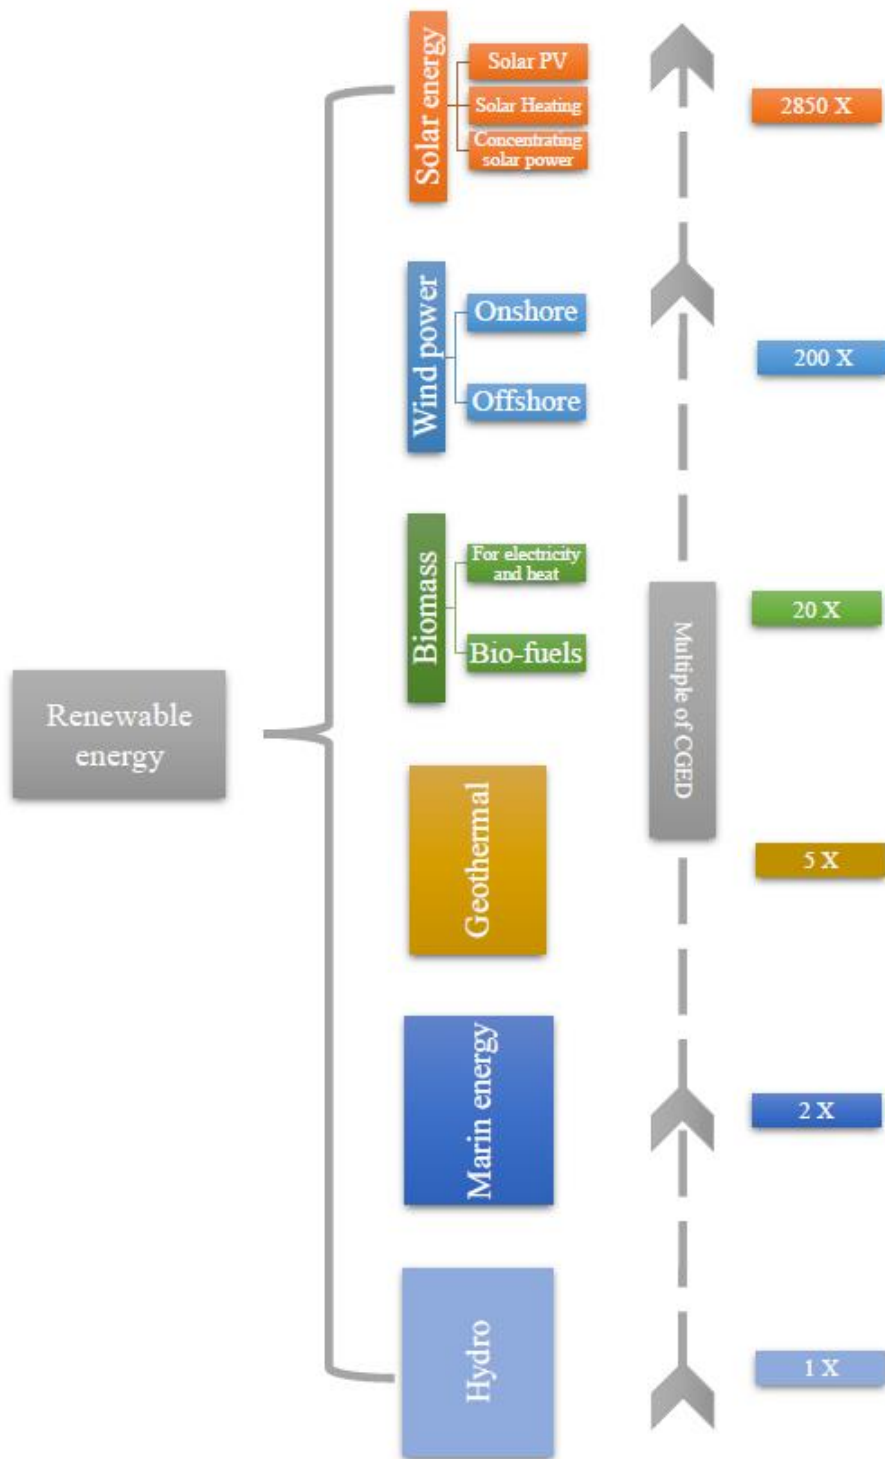 Renewable
energy
Solar energy
Solar PV
Solar Heating
Concentrating
solar power
2850 X
Wind power
Onshore
Offshore
200 X
Biomass
For electricity
and heat
Bio-fuels
20 X
Multiple of CGED
Geothermal
5 X
Marin energy
2 X
Hydro
1 X